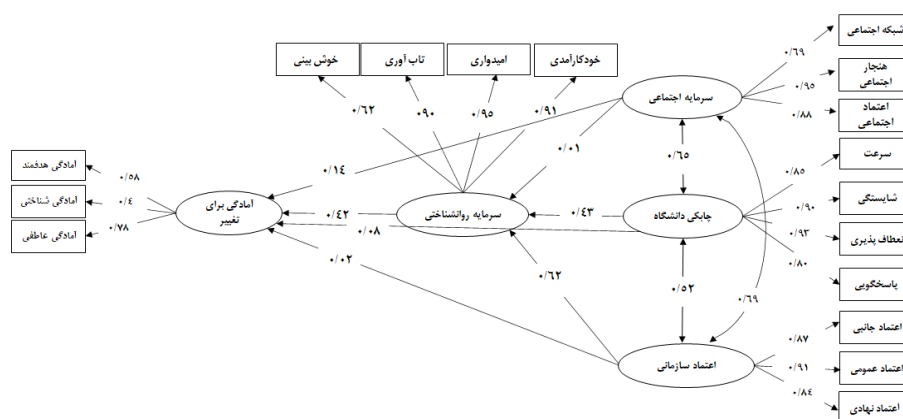 شبکه اجتماعی
هنجار
اجتماعی
اعتماد
اجتماعی
۰/۶۹
۰/۹۵
۰/۸۸
خودکارآمدی
امیدواری
تاب آوری
خوش بینی
۰/۹۱
۰/۹۵
۰۹۰
۰/۶۲
سرمایه اجتماعی
۰/۰۱
۰/۱۴
۰/۶۵
سرعت
شایستگی
نعطاف پذیری
پاسخگویی
۰/۸۵
۰/۹۰
۰/۹۳
۰/۸۰
چابکی دانشگاه
۰/۴۳
سرمایه روانشناختی
۰/۴۲
۰/۰۸
آمادگی برای
تغییر
آمادگی هدفمند
آمادگی شناختی
آمادگی عاطفی
۰/۵۸
۰/۴
۰/۷۸
۰/۰۲
۰/۶۲
۰/۵۲
۰/۶۹
اعتماد سازمانی
اعتماد جانبی
اعتماد عمومی
اعتماد نهادی
۰/۸۷
۰/۹۱
۰/۸۴